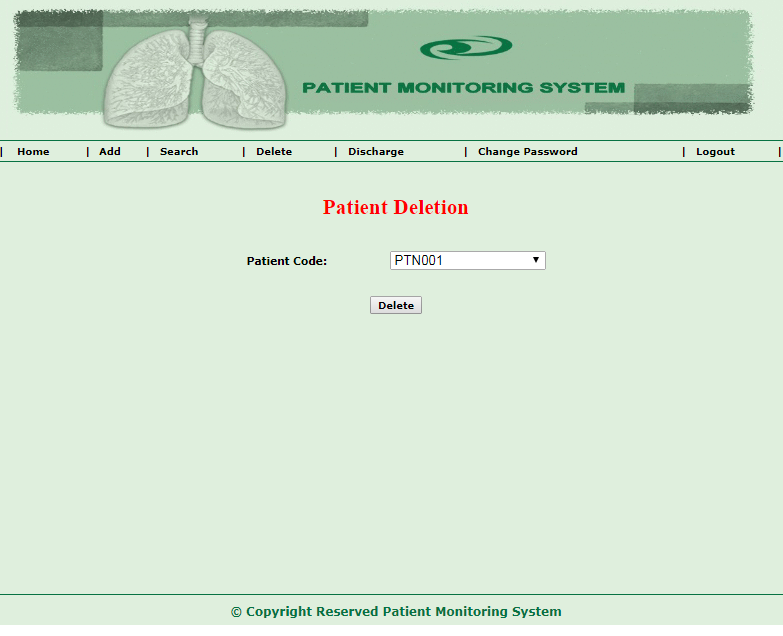 PATIENT MONITORING SYSTEM
| Home | Add | Search | Delete | Discharge | Change Password | Logout |
Patient Deletion
Patient Code: PTN001
Delete
© Copyright Reserved Patient Monitoring System